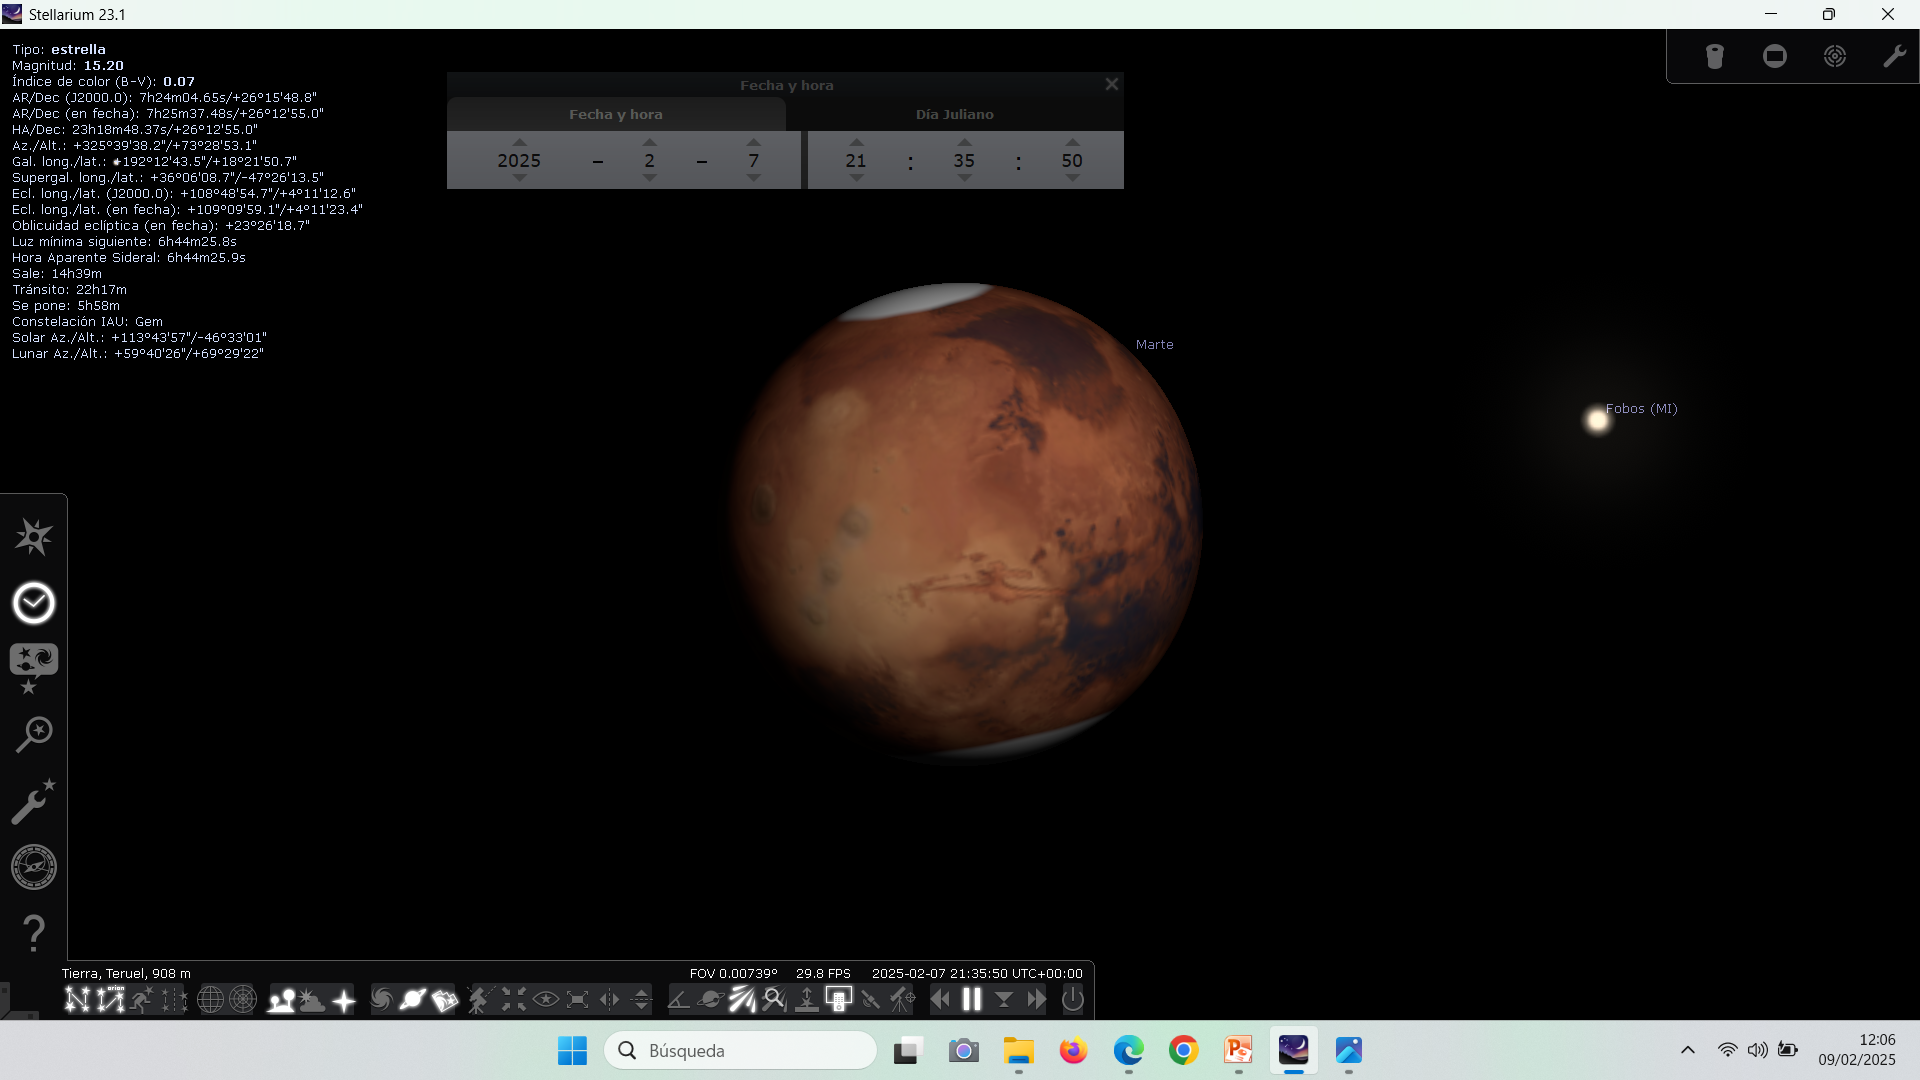 Stellarium 23.1
Tipo: estrella
Magnitud: 15.20
Índice de color (B-V): 0.07
AR/Dec (J2000.0): 7h24m04.65s/+26°15'48.8"
AR/Dec (en fecha): 7h25m37.48s/+26°12'55.0"
HA/Dec: 23h18m48.37s/+26°12'55.0"
Az./Alt.: +325°39'38.2"/+73°28'53.1"
Gal. long./lat.: +192°12'43.5"/+18°21'50.7"
Supergal. long./lat.: +36°06'08.7"/-47°26'13.5"
Ecl. long./lat. (J2000.0): +108°48'54.7"/+4°11'12.6"
Ecl. long./lat. (en fecha): +109°09'59.1"/+4°11'23.4"
Oblicuidad eclíptica (en fecha): +23°26'18.7"
Luz mínima siguiente: 6h44m25.8s
Hora Aparente Sideral: 6h44m25.9s
Sale: 14h39m
Tránsito: 22h17m
Se pone: 5h58m
Constelación IAU: Gem
Solar Az./Alt.: +113°43'57"/-46°33'01"
Lunar Az./Alt.: +59°40'26"/+69°29'22"
Fecha y hora
Fecha y hora Día Juliano
2025 - 2 - 7 21 : 35 : 50
Marte
Fobos (MI)
Tierra, Teruel, 908 m FOV 0.00739° 29.8 FPS 2025-02-07 21:35:50 UTC+00:00
orion
Búsqueda
12:06
09/02/2025